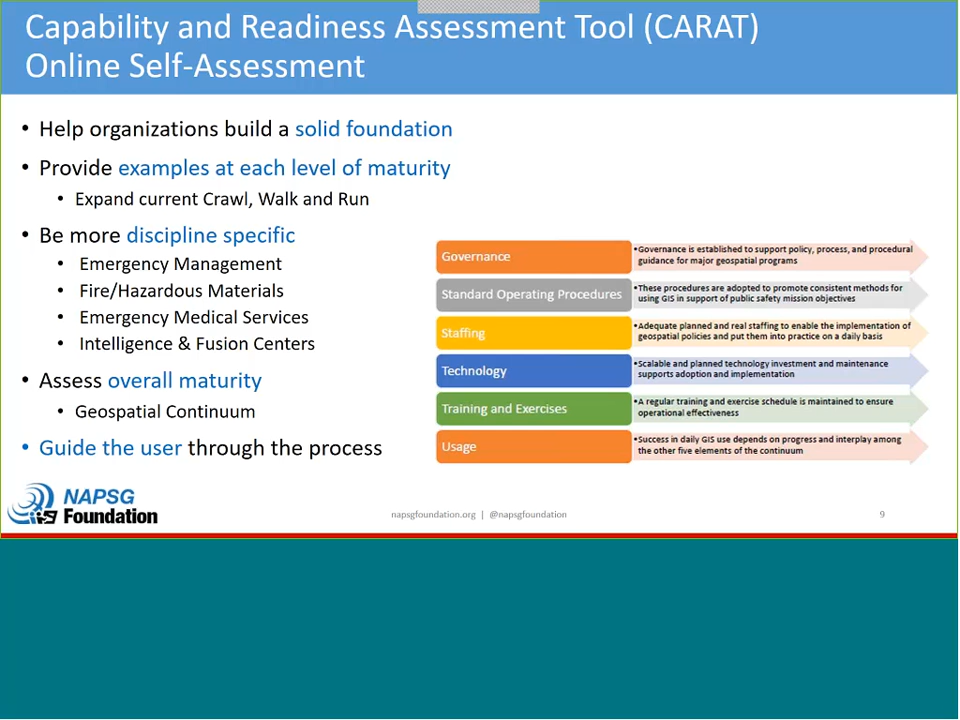 Capability and Readiness Assessment Tool (CARAT)
Online Self-Assessment
• Help organizations build a solid foundation
• Provide examples at each level of maturity
• Expand current Crawl, Walk and Run
• Be more discipline specific
• Emergency Management
• Fire/Hazardous Materials
• Emergency Medical Services
• Intelligence & Fusion Centers
• Assess overall maturity
• Geospatial Continuum
• Guide the user through the process
Governance
•Governance is established to support policy, process, and procedural
guidance for major geospatial programs
Standard Operating Procedures
•These procedures are adopted to promote consistent methods for
using GIS in support of public safety mission objectives
Staffing
•Adequate planned and real staffing to enable the implementation of
geospatial policies and put them into practice on a daily basis
Technology
•Scalable and planned technology investment and maintenance
supports adoption and implementation
Training and Exercises
•A regular training and exercise schedule is maintained to ensure
operational effectiveness
Usage
•Success in daily GIS use depends on progress and interplay among
the other five elements of the continuum
NAPSG
Foundation
napsgfoundation.org | @napsgfoundation
9